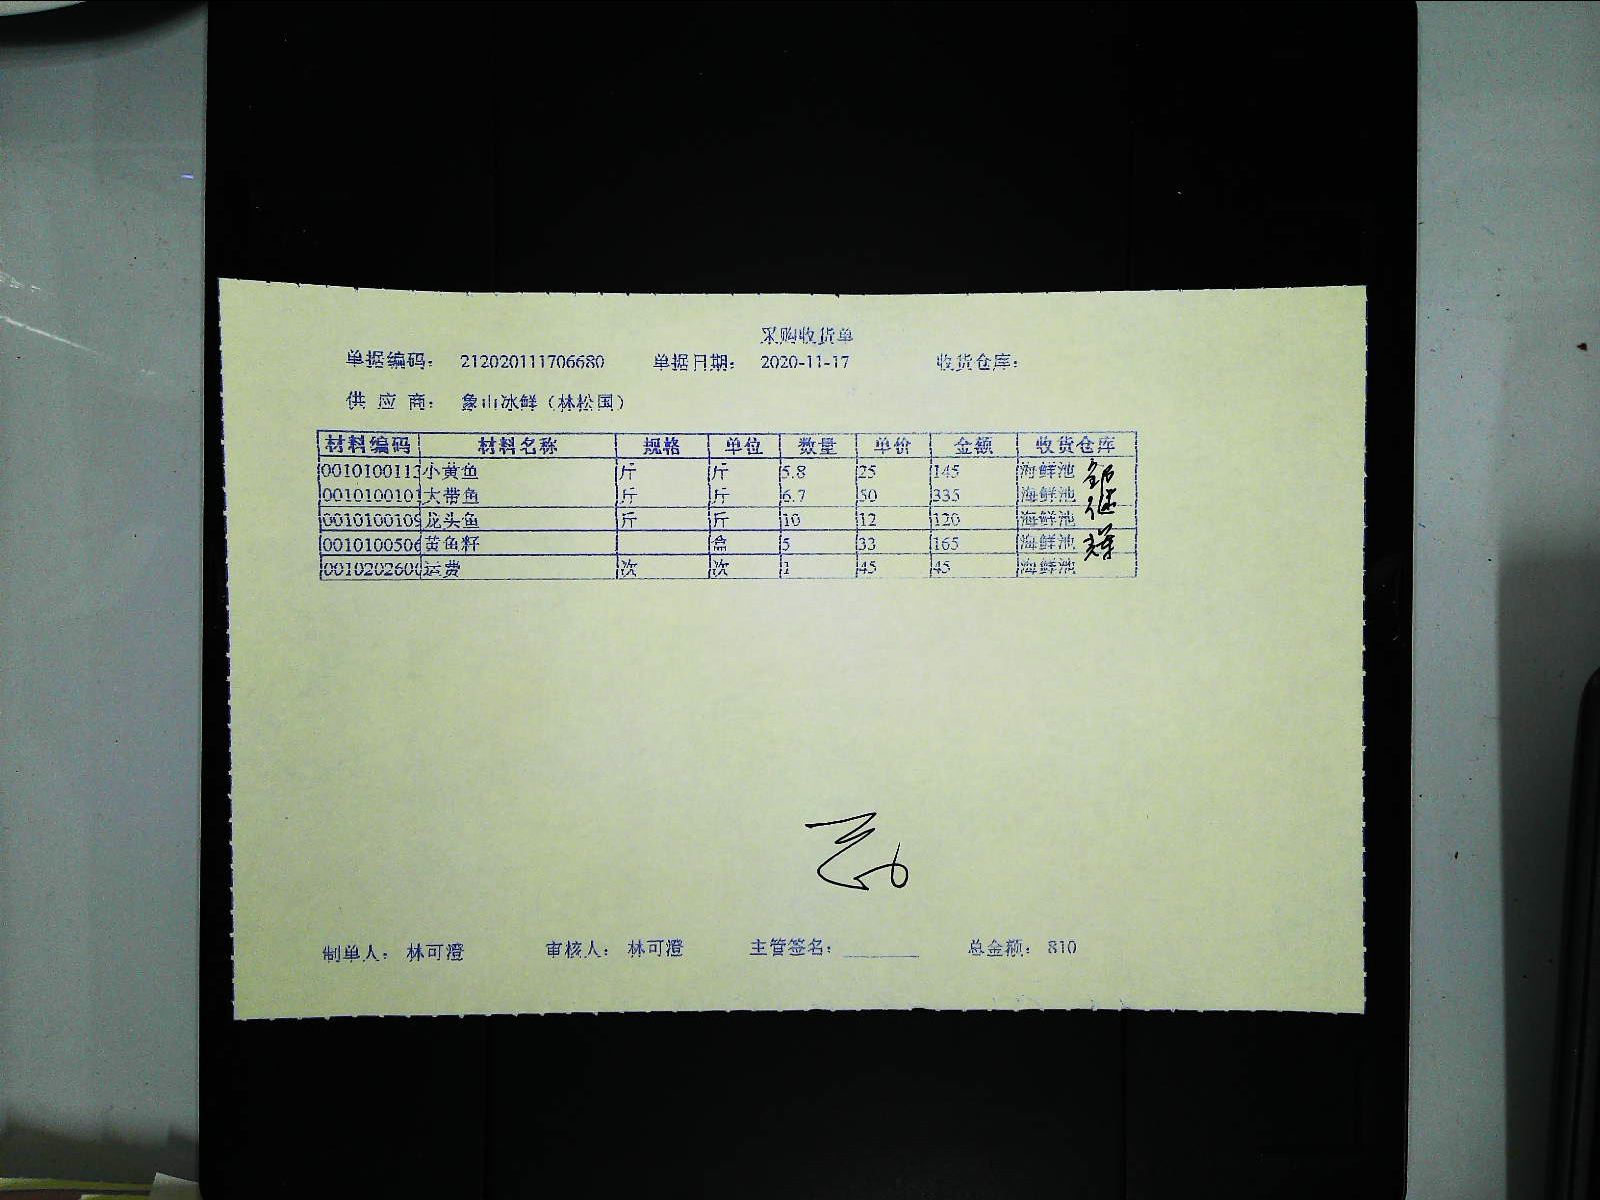 采购收货单
单据编码： 212020111706680 单据日期： 2020-11-17 收货仓库：
供 应 商： 象山冰鲜（林松国）
材料编码 材料名称 规格 单位 数量 单价 金额 收货仓库
0010100113 小黄鱼 斤 斤 5.8 25 145 海鲜池
0010100101 大带鱼 斤 斤 6.7 50 335 海鲜池
0010100109 龙头鱼 斤 斤 10 12 120 海鲜池
0010100506 黄鱼籽 盒 5 33 165 海鲜池
0010202600 运费 次 次 1 45 45 海鲜池
制单人： 林可澄 审核人： 林可澄 主管签名： 总金额： 810